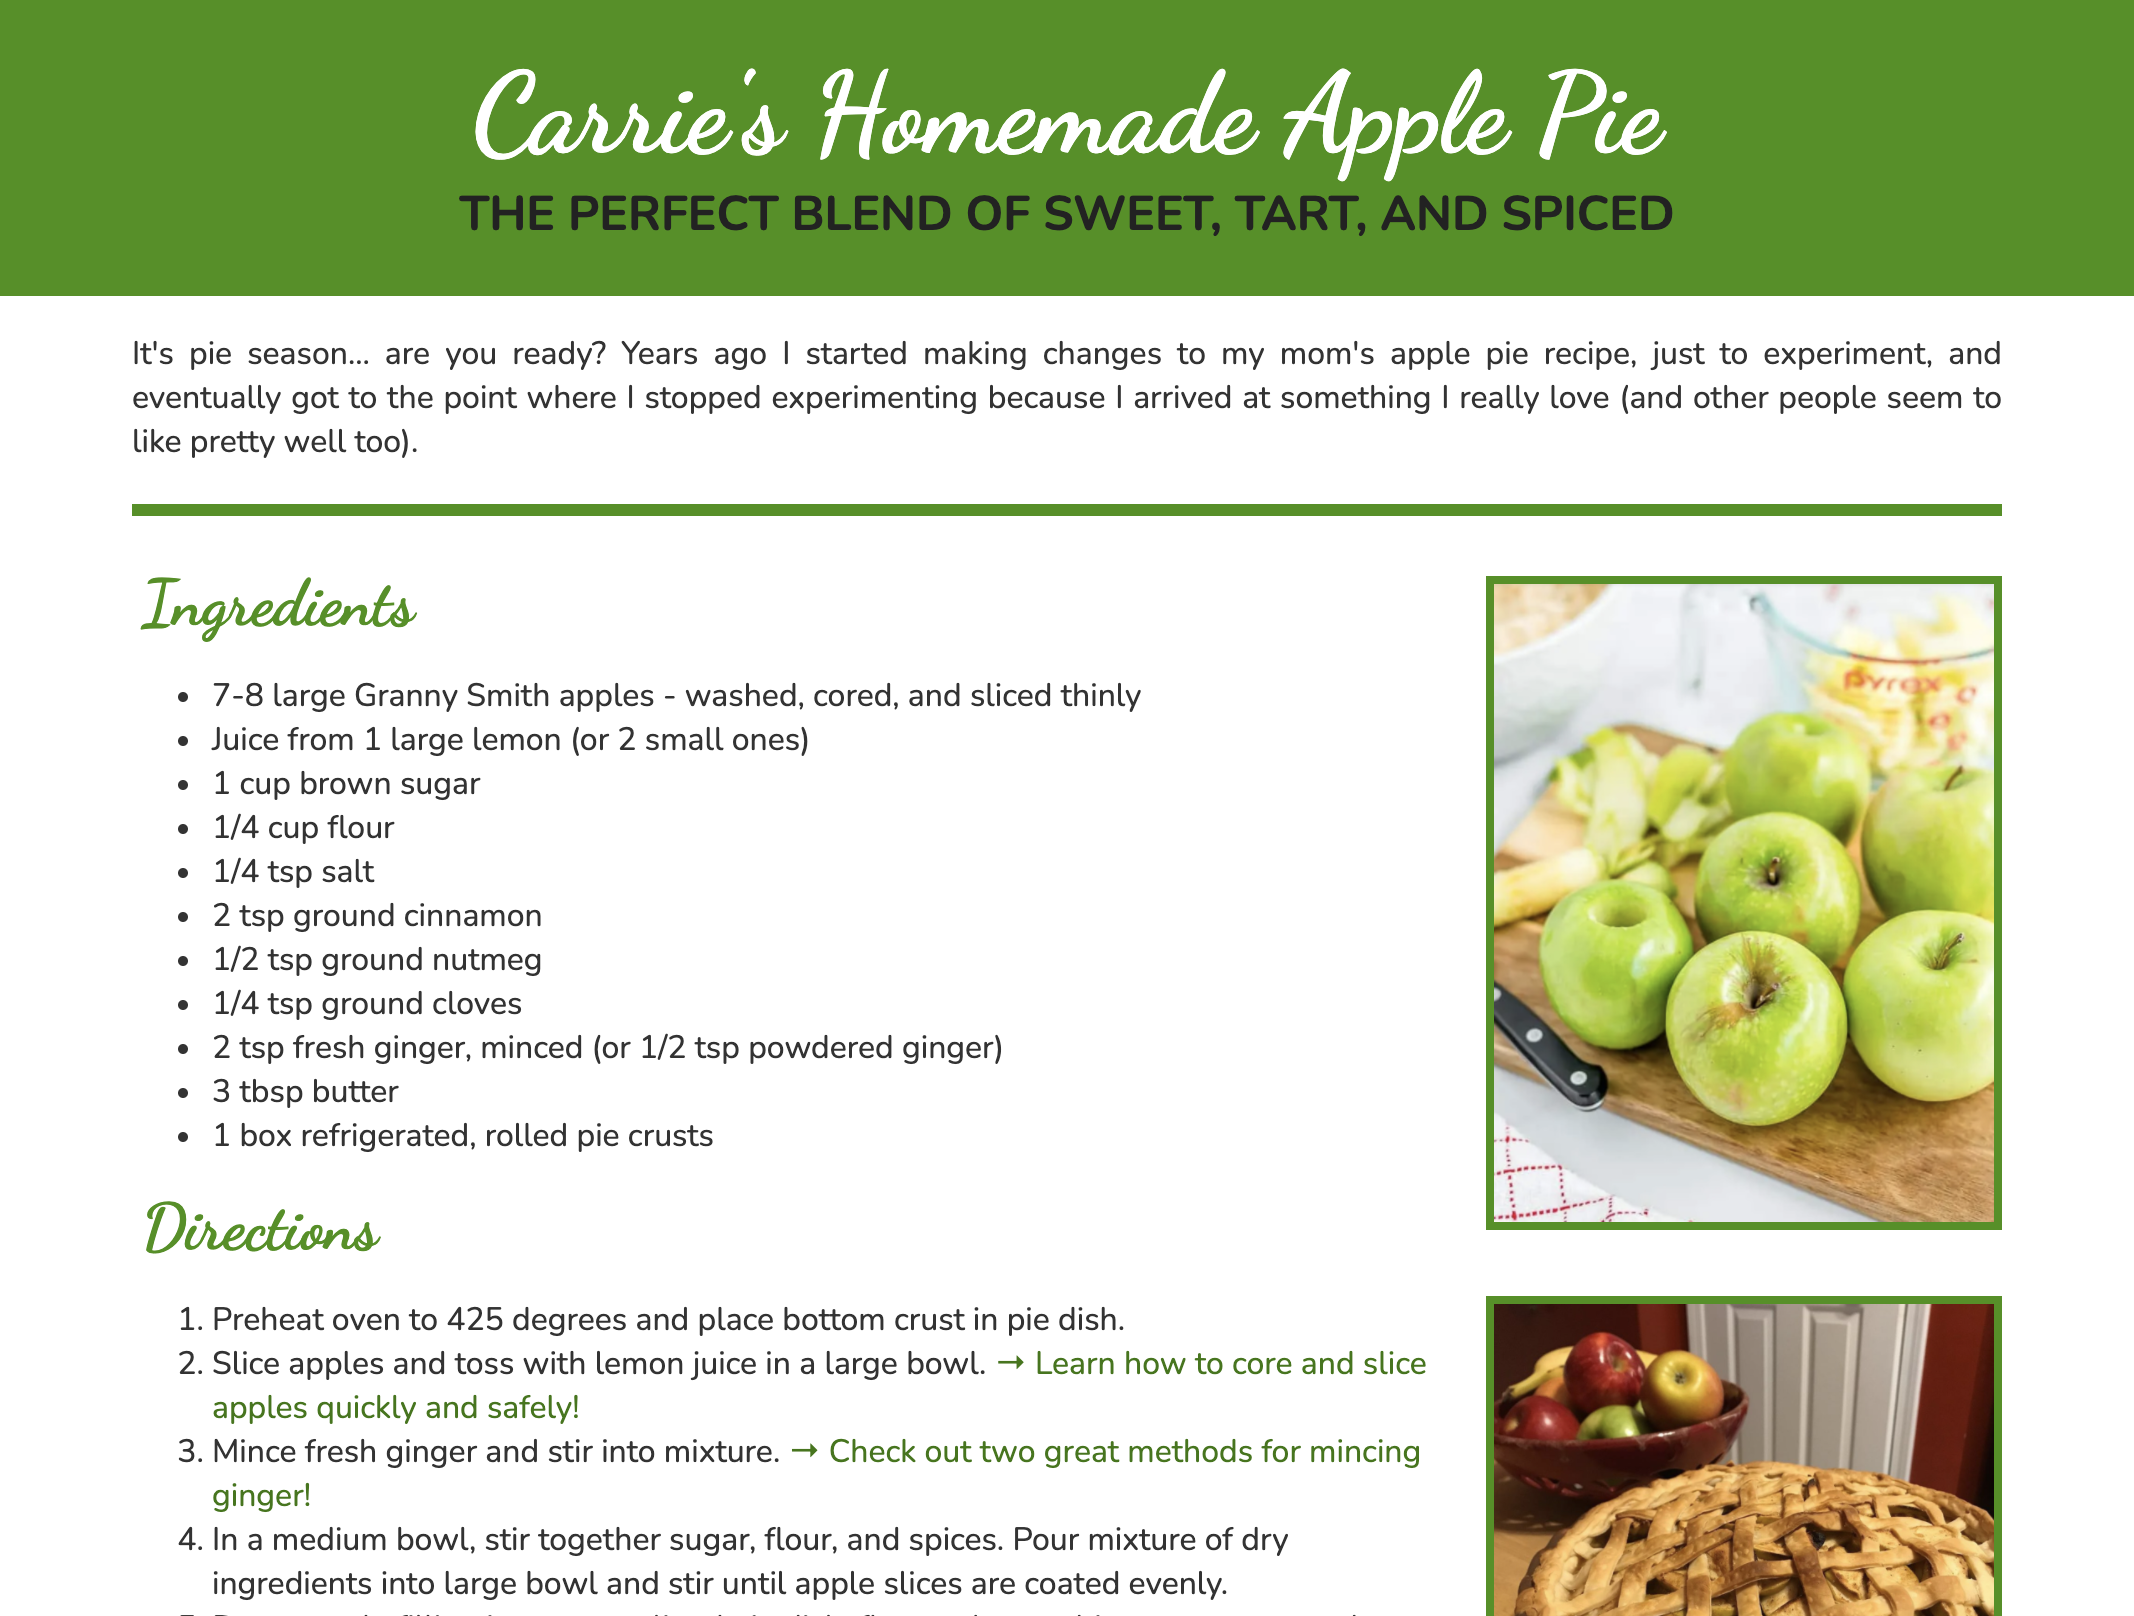 Carrie's Homemade Apple Pie
THE PERFECT BLEND OF SWEET, TART, AND SPICED
It's pie season... are you ready? Years ago I started making changes to my mom's apple pie recipe, just to experiment, and
eventually got to the point where I stopped experimenting because I arrived at something I really love (and other people seem to
like pretty well too).
Ingredients
• 7-8 large Granny Smith apples - washed, cored, and sliced thinly
• Juice from 1 large lemon (or 2 small ones)
• 1 cup brown sugar
• 1/4 cup flour
• 1/4 tsp salt
• 2 tsp ground cinnamon
• 1/2 tsp ground nutmeg
• 1/4 tsp ground cloves
• 2 tsp fresh ginger, minced (or 1/2 tsp powdered ginger)
• 3 tbsp butter
• 1 box refrigerated, rolled pie crusts
pyrex
Directions
1. Preheat oven to 425 degrees and place bottom crust in pie dish.
2. Slice apples and toss with lemon juice in a large bowl. → Learn how to core and slice
apples quickly and safely!
3. Mince fresh ginger and stir into mixture. → Check out two great methods for mincing
ginger!
4. In a medium bowl, stir together sugar, flour, and spices. Pour mixture of dry
ingredients into large bowl and stir until apple slices are coated evenly.